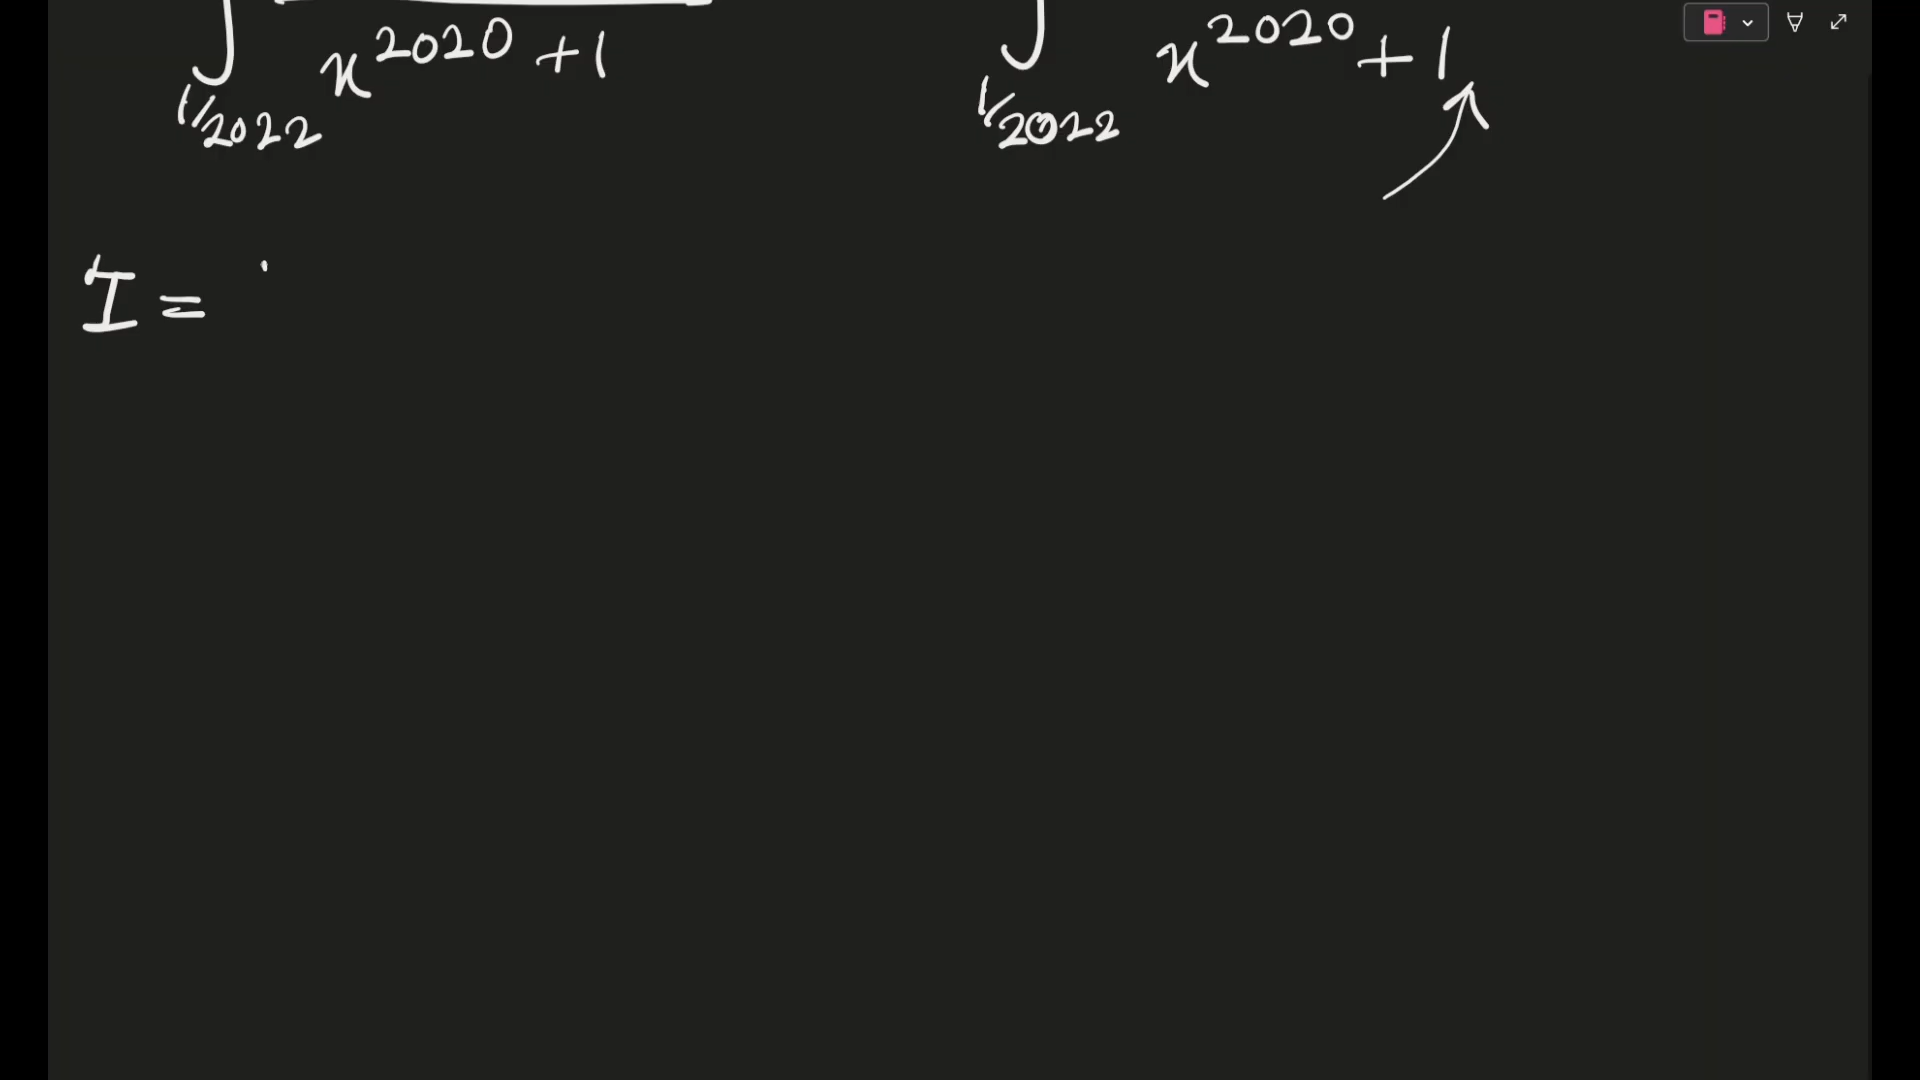 ∫ x^2020 + 1 ∫ x^2020 + 1
1/2022 1/2022
I =